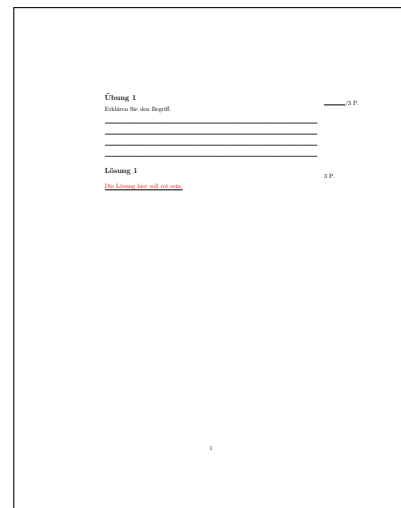 Übung 1
/3 P.
Erklären Sie den Begriff.
Lösung 1
3 P.
Die Lösung hier soll rot sein.
1